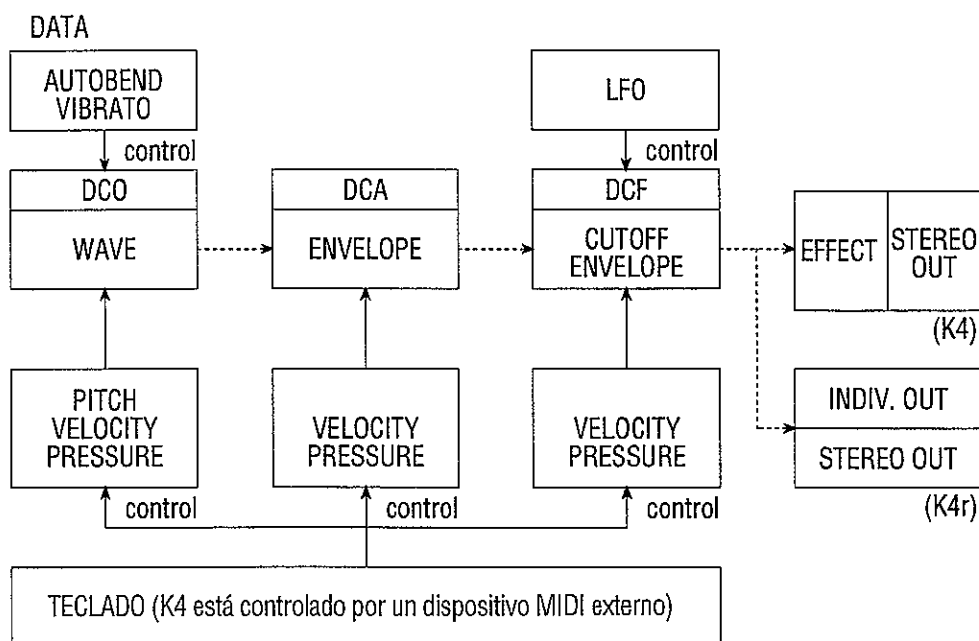 DATA
AUTOBEND
VIBRATO
LFO
control
control
DCO
DCA
DCF
WAVE
ENVELOPE
CUTOFF
ENVELOPE
EFFECT
STEREO
OUT
(K4)
PITCH
VELOCITY
PRESSURE
VELOCITY
PRESSURE
VELOCITY
PRESSURE
INDIV. OUT
STEREO OUT
(K4r)
control
control
control
TECLADO (K4 está controlado por un dispositivo MIDI externo)